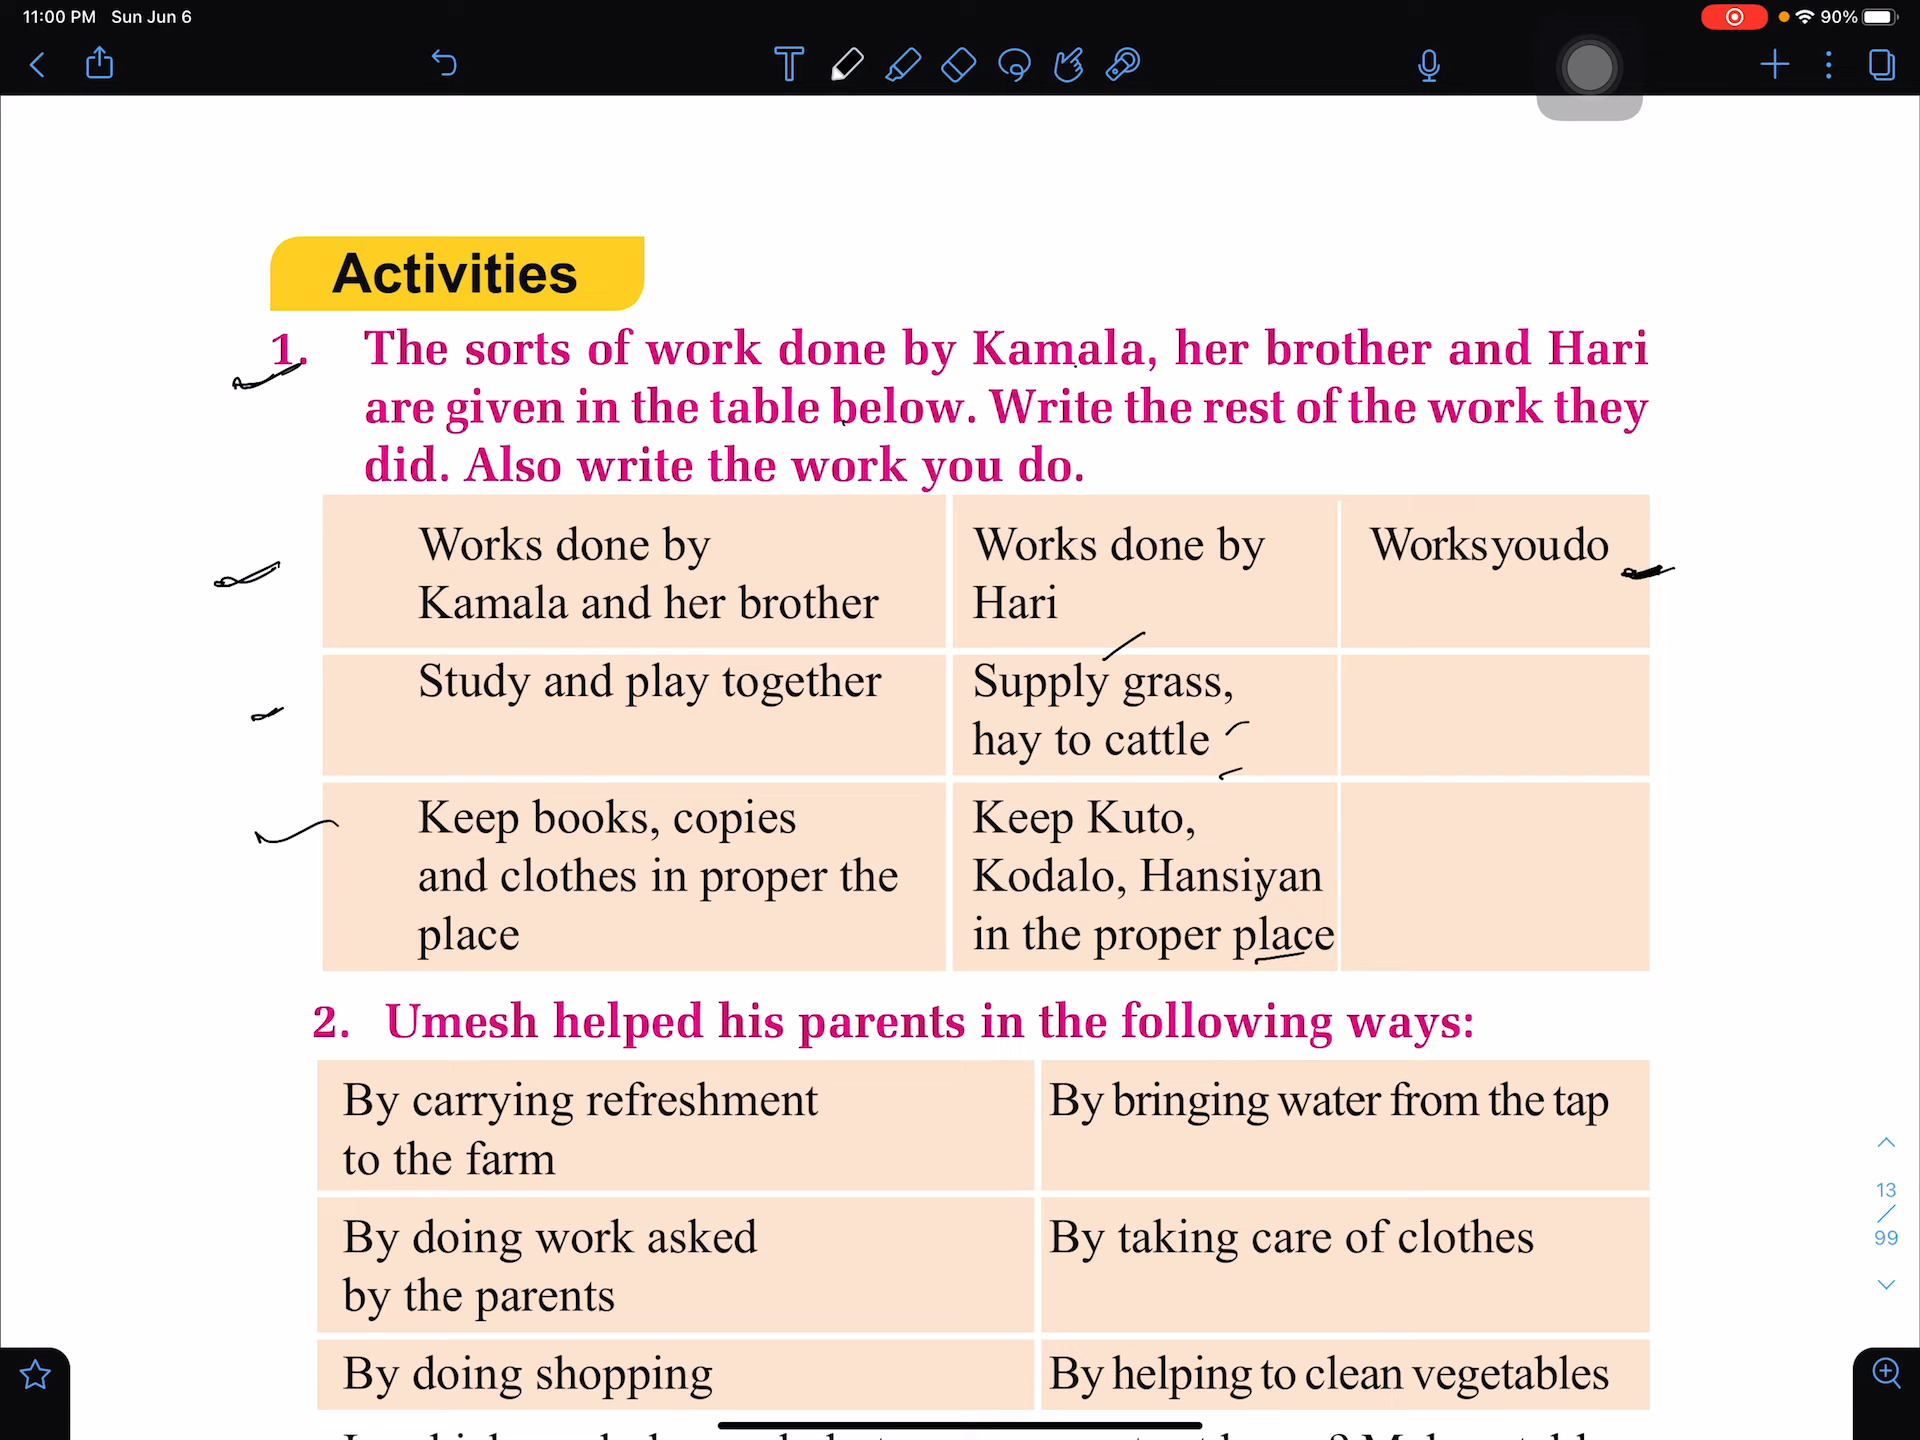 11:00 PM Sun Jun 6
90%
Activities
1. The sorts of work done by Kamala, her brother and Hari
are given in the table below. Write the rest of the work they
did. Also write the work you do.
Works done by
Kamala and her brother
Works done by
Hari
Works you do
Study and play together
Supply grass,
hay to cattle
Keep books, copies
and clothes in proper the
place
Keep Kuto,
Kodalo, Hansiyan
in the proper place
2. Umesh helped his parents in the following ways:
By carrying refreshment
to the farm
By bringing water from the tap
By doing work asked
by the parents
By taking care of clothes
By doing shopping
By helping to clean vegetables
13
/
99